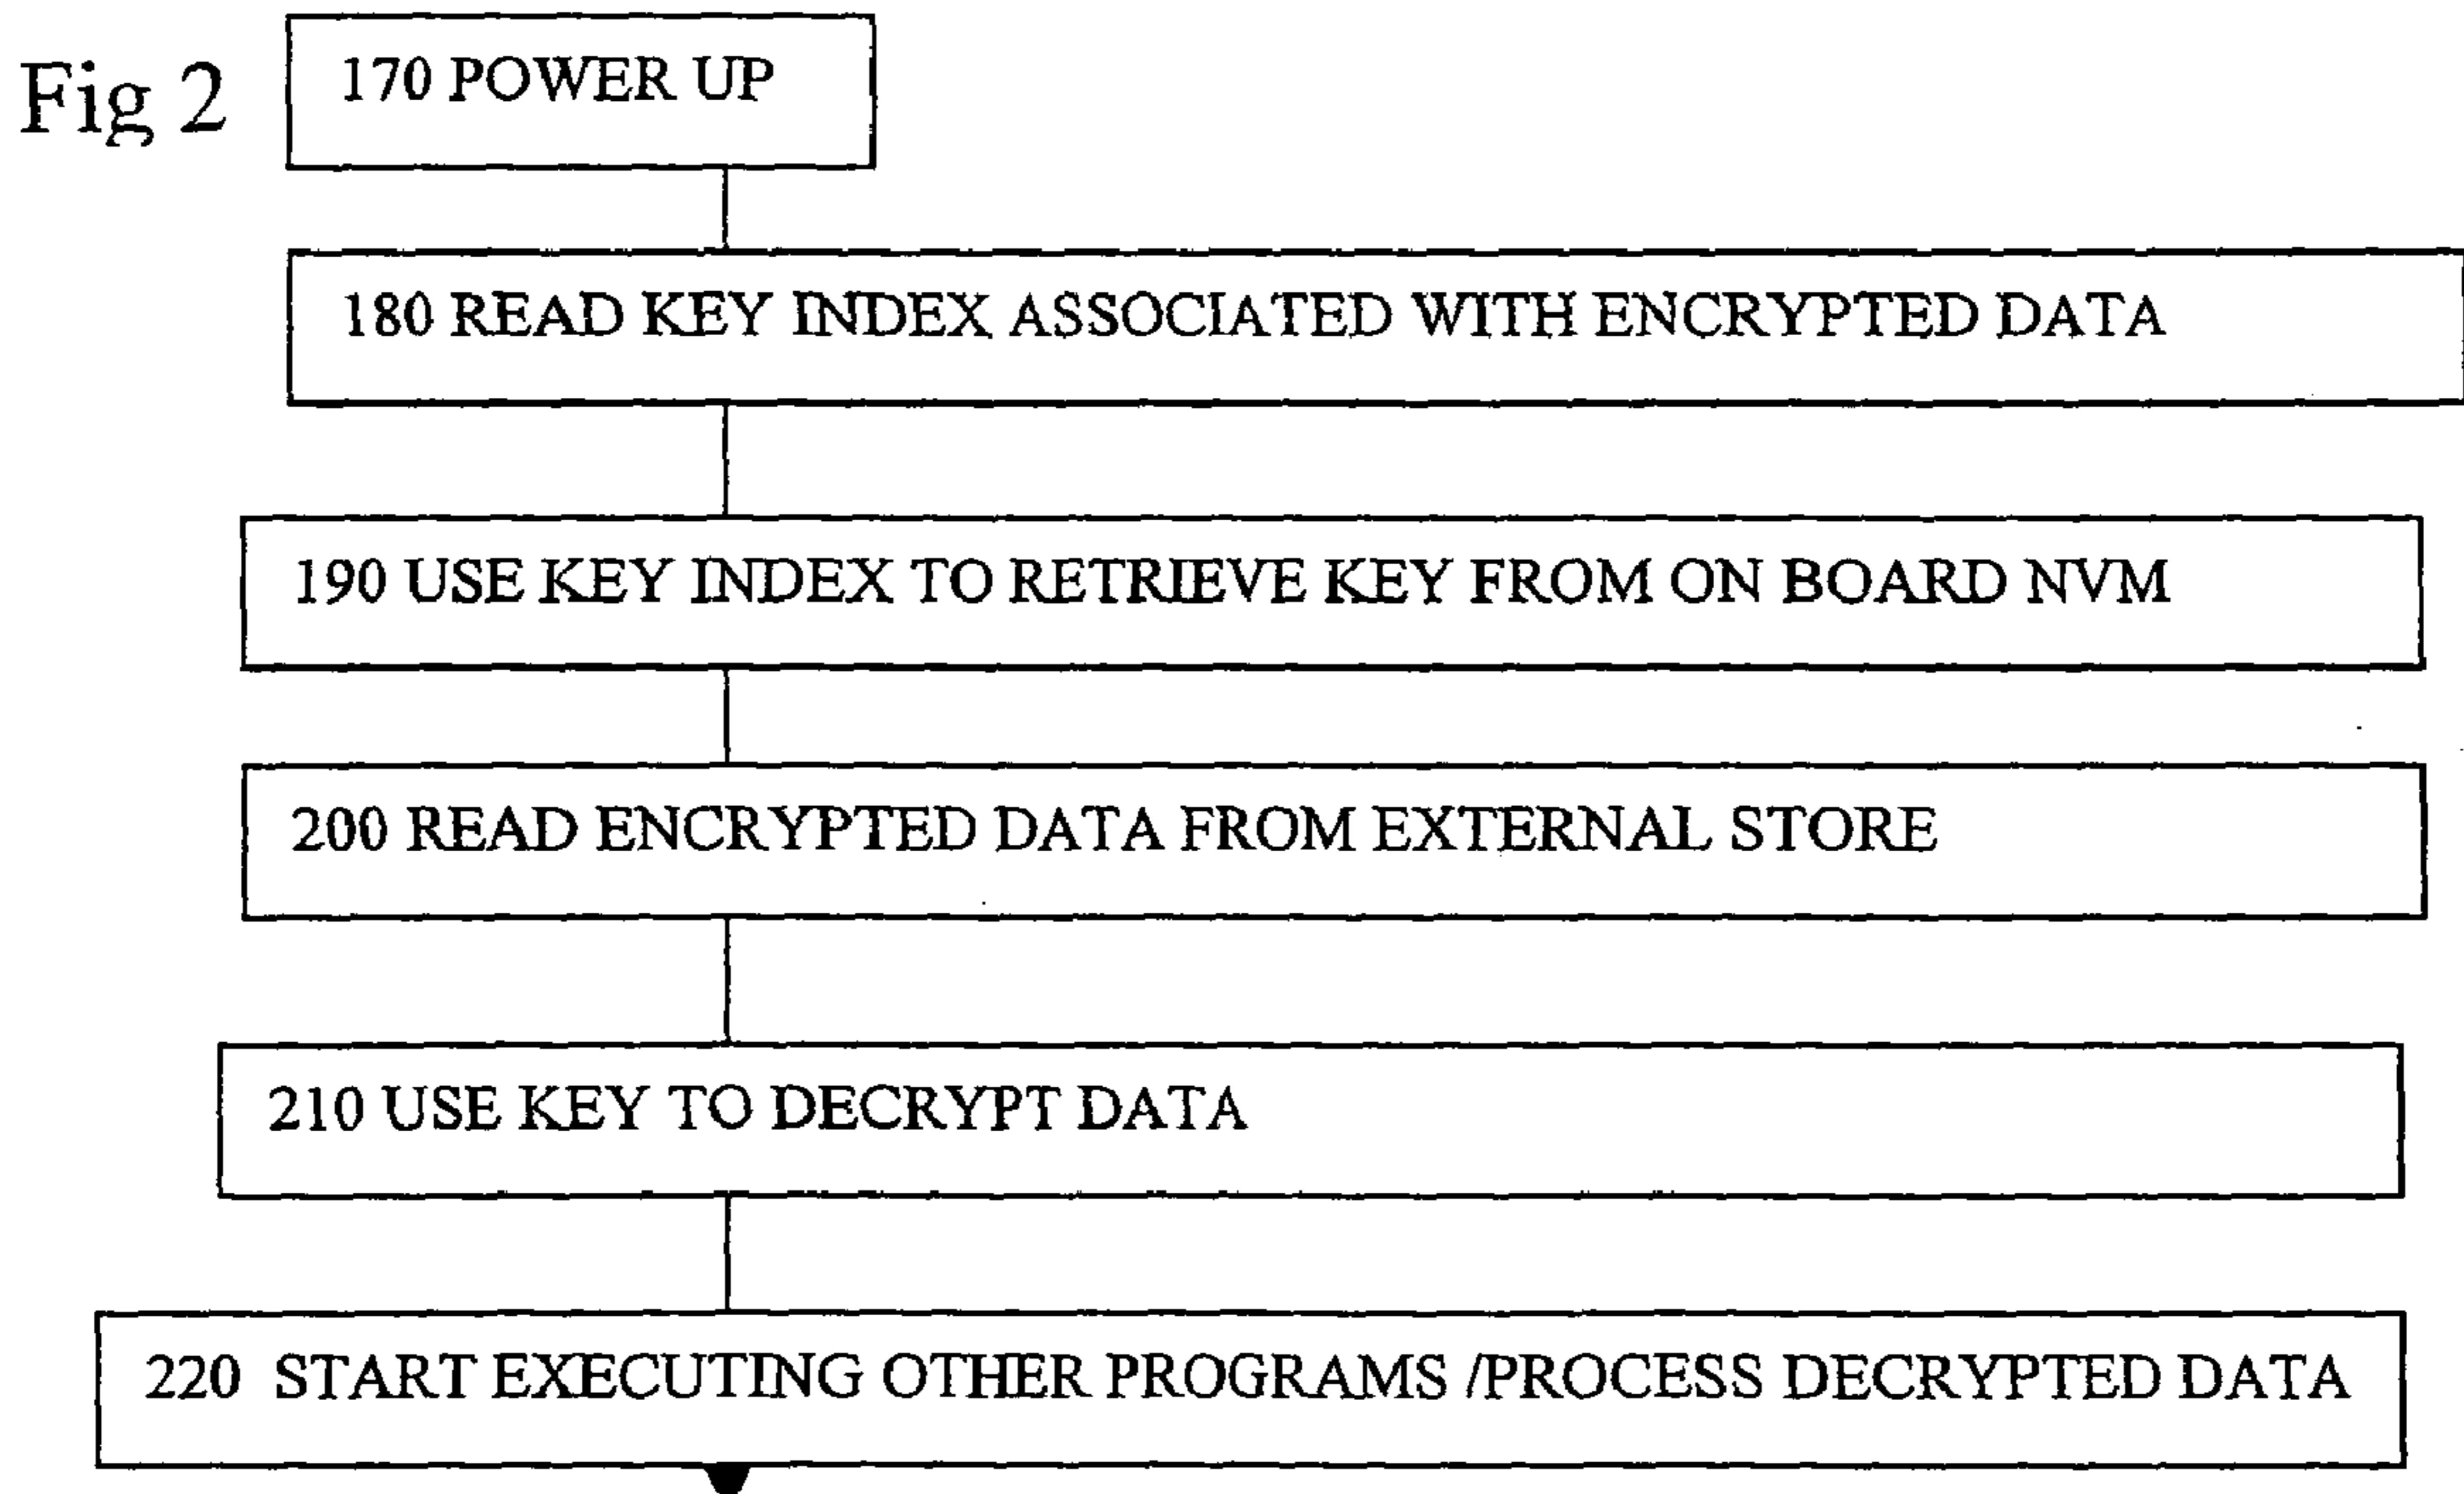 Fig 2
170 POWER UP
180 READ KEY INDEX ASSOCIATED WITH ENCRYPTED DATA
190 USE KEY INDEX TO RETRIEVE KEY FROM ON BOARD NVM
200 READ ENCRYPTED DATA FROM EXTERNAL STORE
210 USE KEY TO DECRYPT DATA
220 START EXECUTING OTHER PROGRAMS /PROCESS DECRYPTED DATA